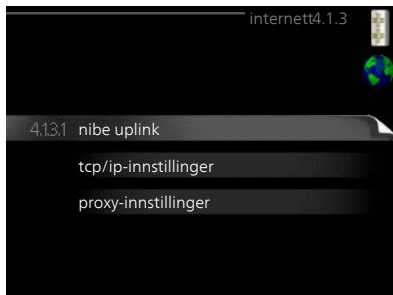 internett4.1.3
4.1.3.1 nibe uplink
tcp/ip-innstillinger
proxy-innstillinger